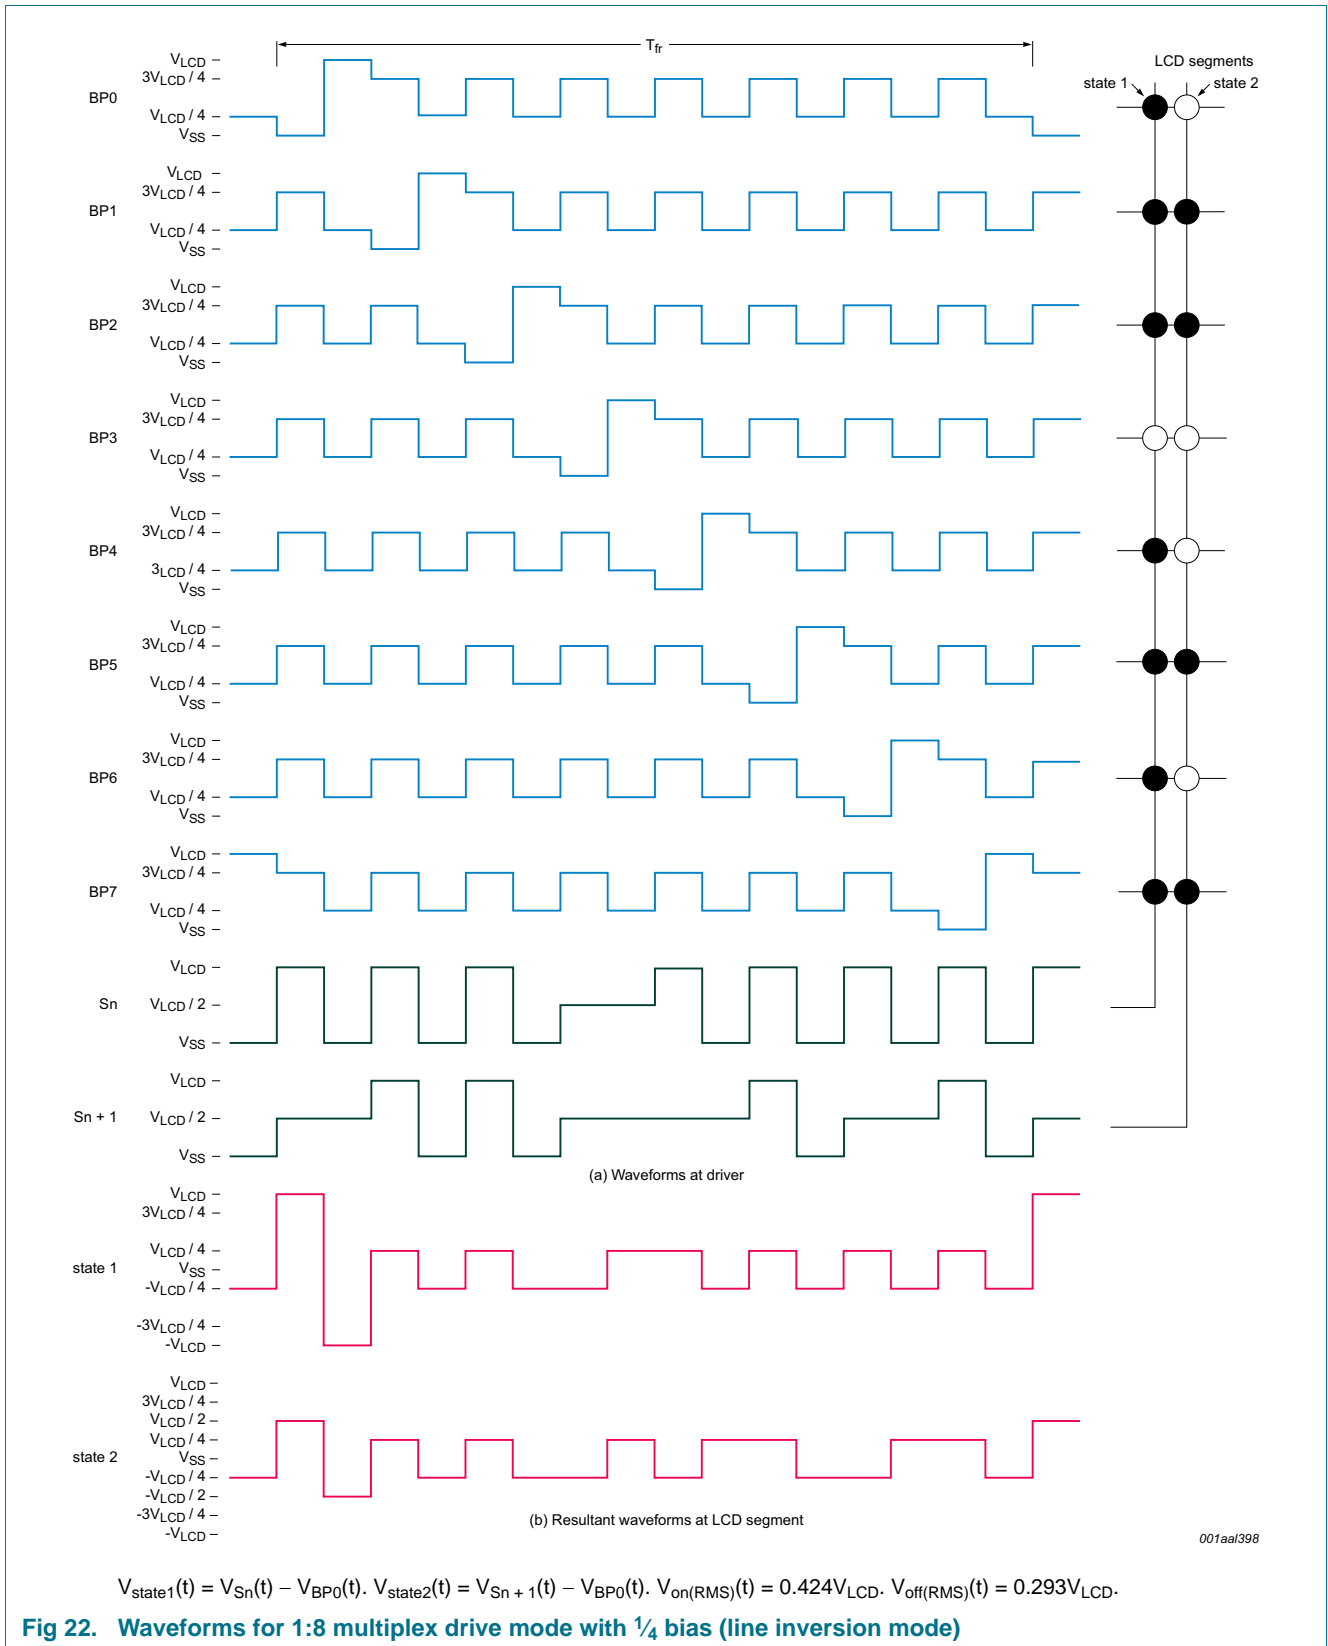 Tfr
VLCD
3VLCD / 4
BP0
VLCD / 4
VSS
LCD segments
state 1
state 2
VLCD
3VLCD / 4
BP1
VLCD / 4
VSS
VLCD
3VLCD / 4
BP2
VLCD / 4
VSS
VLCD
3VLCD / 4
BP3
VLCD / 4
VSS
VLCD
3VLCD / 4
BP4
3LCD / 4
VSS
VLCD
3VLCD / 4
BP5
VLCD / 4
VSS
VLCD
3VLCD / 4
BP6
VLCD / 4
VSS
VLCD
3VLCD / 4
BP7
VLCD / 4
VSS
VLCD
Sn
VLCD / 2
VSS
VLCD
Sn + 1
VLCD / 2
VSS
(a) Waveforms at driver
VLCD
3VLCD / 4
VLCD / 4
state 1
VSS
-VLCD / 4
-3VLCD / 4
-VLCD
VLCD
3VLCD / 4
VLCD / 2
VLCD / 4
state 2
VSS
-VLCD / 4
-VLCD / 2
-3VLCD / 4
-VLCD
(b) Resultant waveforms at LCD segment
001aal398
Vstate1(t) = VSn(t) − VBP0(t). Vstate2(t) = VSn + 1(t) − VBP0(t). Von(RMS)(t) = 0.424VLCD. Voff(RMS)(t) = 0.293VLCD.
Fig 22. Waveforms for 1:8 multiplex drive mode with 1⁄4 bias (line inversion mode)